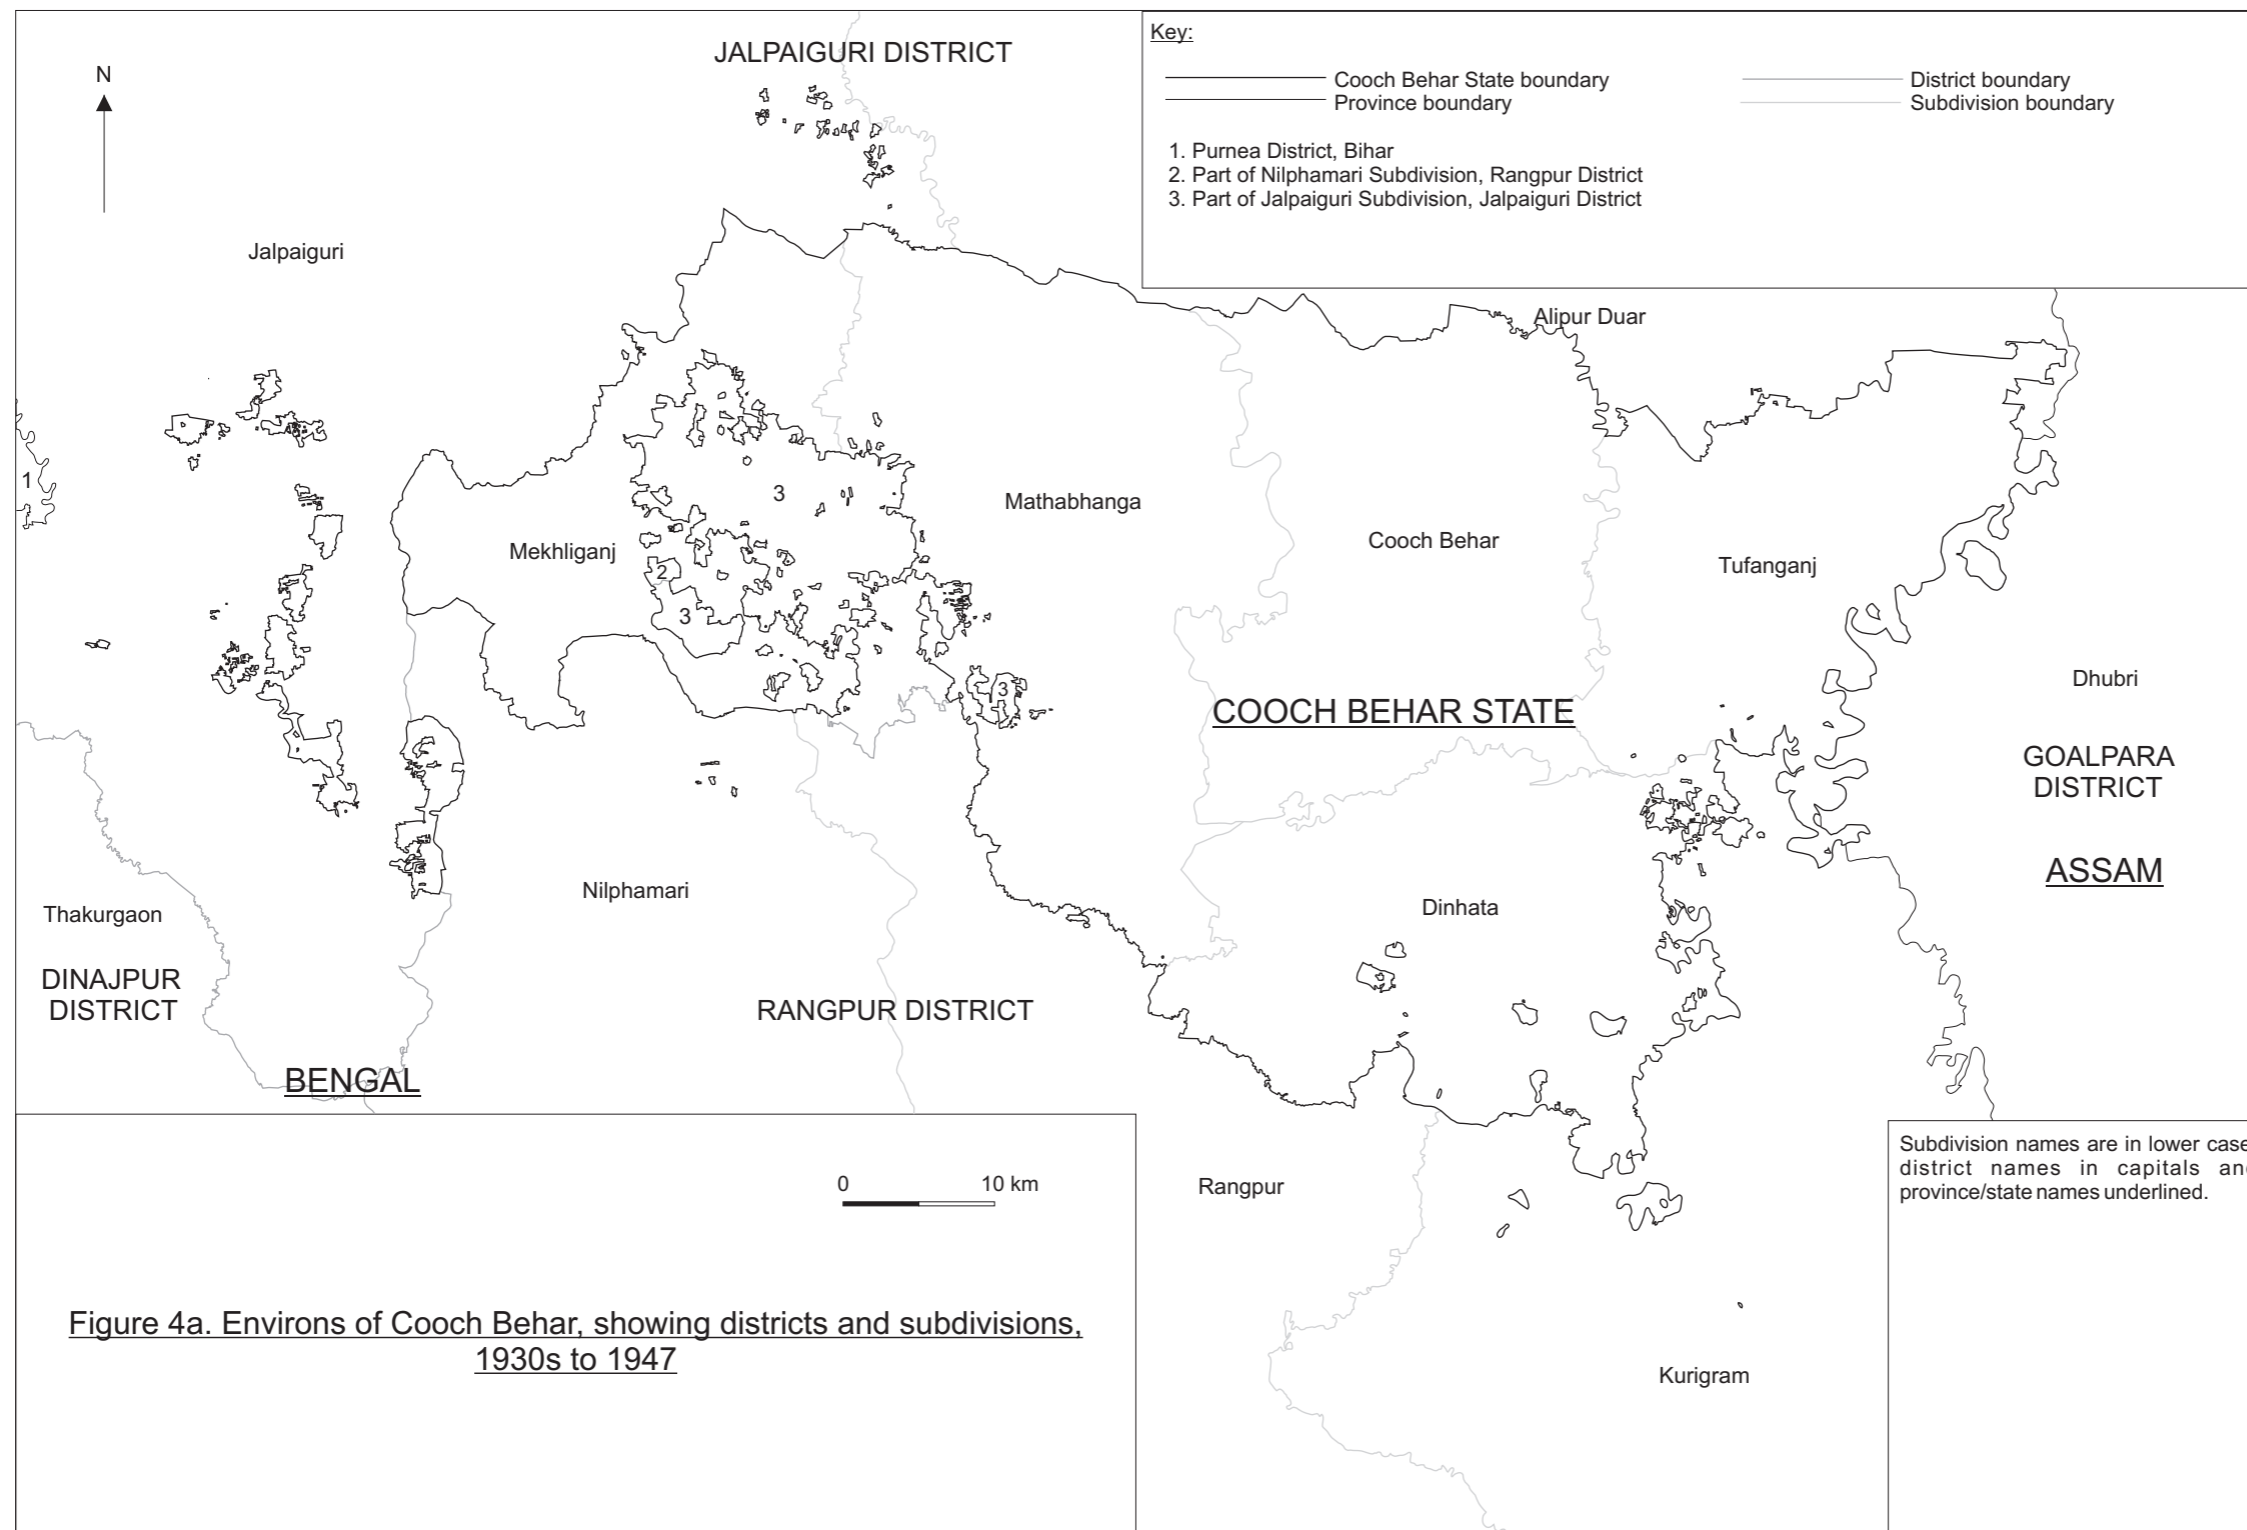 JALPAIGURI DISTRICT
Key:
Cooch Behar State boundary
District boundary
Province boundary
Subdivision boundary
1. Purnea District, Bihar
2. Part of Nilphamari Subdivision, Rangpur District
3. Part of Jalpaiguri Subdivision, Jalpaiguri District
N
Jalpaiguri
Alipur Duar
1
3
Mathabhanga
Mekhliganj
Cooch Behar
Tufanganj
2
3
3
Dhubri
COOCH BEHAR STATE
GOALPARA
DISTRICT
ASSAM
Nilphamari
Thakurgaon
Dinhata
DINAJPUR
DISTRICT
RANGPUR DISTRICT
BENGAL
0 10 km
Rangpur
Kurigram
Subdivision names are in lower case
district names in capitals an
province/state names underlined.
Figure 4a. Environs of Cooch Behar, showing districts and subdivisions,
1930s to 1947